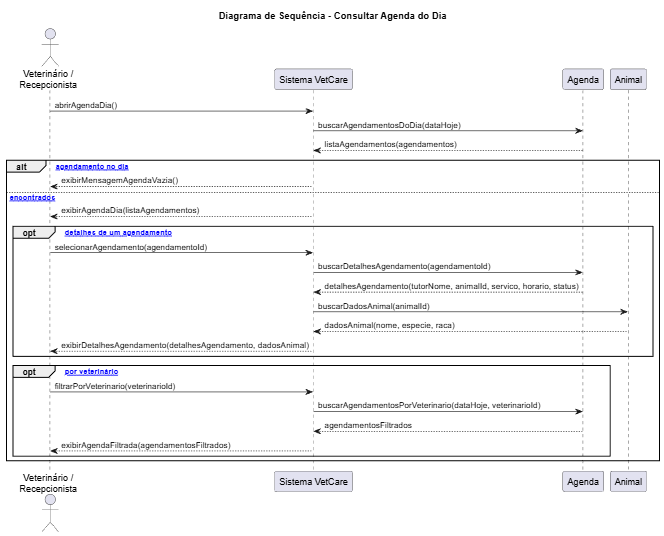 Diagrama de Sequência - Consultar Agenda do Dia
Veterinário /
Recepcionista
Sistema VetCare
Agenda
Animal
abrirAgendaDia()
buscarAgendamentosDoDia(dataHoje)
listaAgendamentos(agendamentos)
alt
agendamento no dia
exibirMensagemAgendaVazia()
encontrados
exibirAgendaDia(listaAgendamentos)
opt
detalhes de um agendamento
selecionarAgendamento(agendamentoId)
buscarDetalhesAgendamento(agendamentoId)
detalhesAgendamento(tutorNome, animalId, servico, horario, status)
buscarDadosAnimal(animalId)
dadosAnimal(nome, especie, raca)
exibirDetalhesAgendamento(detalhesAgendamento, dadosAnimal)
opt
por veterinário
filtrarPorVeterinario(veterinarioId)
buscarAgendamentosPorVeterinario(dataHoje, veterinarioId)
agendamentosFiltrados
exibirAgendaFiltrada(agendamentosFiltrados)
Veterinário /
Recepcionista
Sistema VetCare
Agenda
Animal